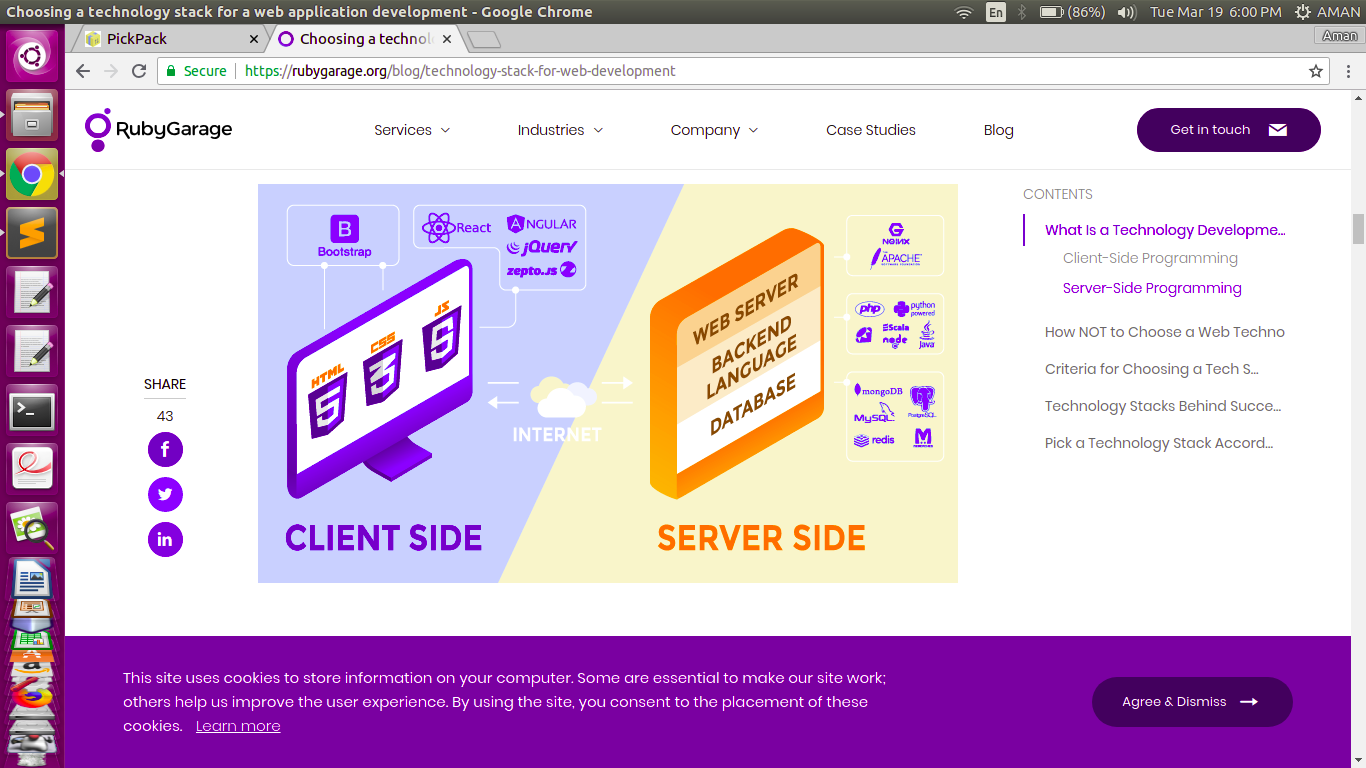 Choosing a technology stack for a web application development - Google Chrome
En
(86%)
Tue Mar 19 6:00 PM
AMAN
PickPack
Choosing a technol
Aman
Secure
https://rubygarage.org/blog/technology-stack-for-web-development
RubyGarage
Services
Industries
Company
Case Studies
Blog
Get in touch
SHARE
43
B
Bootstrap
React
ANGULAR
jQuery
zepto.js
HTML
5
CSS
3
JS
5
INTERNET
CLIENT SIDE
WEB SERVER
BACKEND
LANGUAGE
DATABASE
SERVER SIDE
NGINX
THE
APACHE
SOFTWARE FOUNDATION
php
python
powered
Scala
node
Java
mongoDB
MySQL
PostgreSQL
redis
CONTENTS
What Is a Technology Developme...
Client-Side Programming
Server-Side Programming
How NOT to Choose a Web Techno
Criteria for Choosing a Tech S...
Technology Stacks Behind Succe...
Pick a Technology Stack Accord...
This site uses cookies to store information on your computer. Some are essential to make our site work;
others help us improve the user experience. By using the site, you consent to the placement of these
cookies. Learn more
Agree & Dismiss